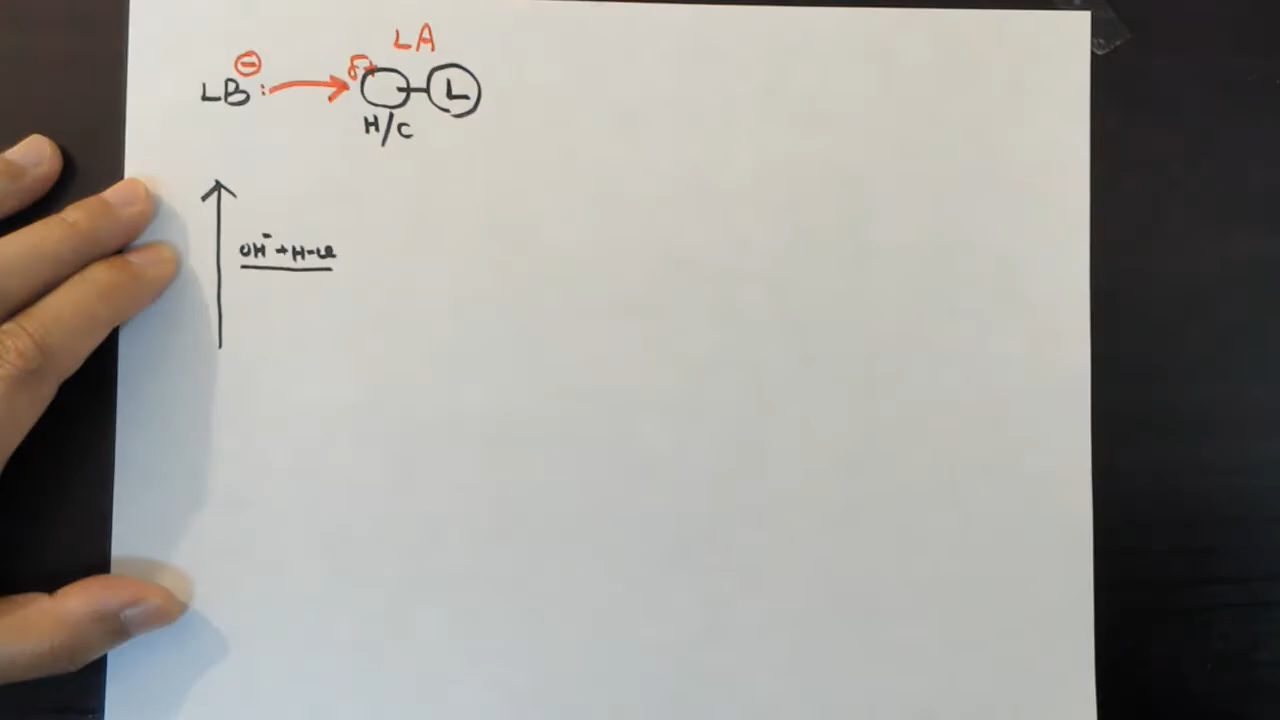 LA
LB:⊖ δ+ L
H/C
OH⁻ + H-Cl